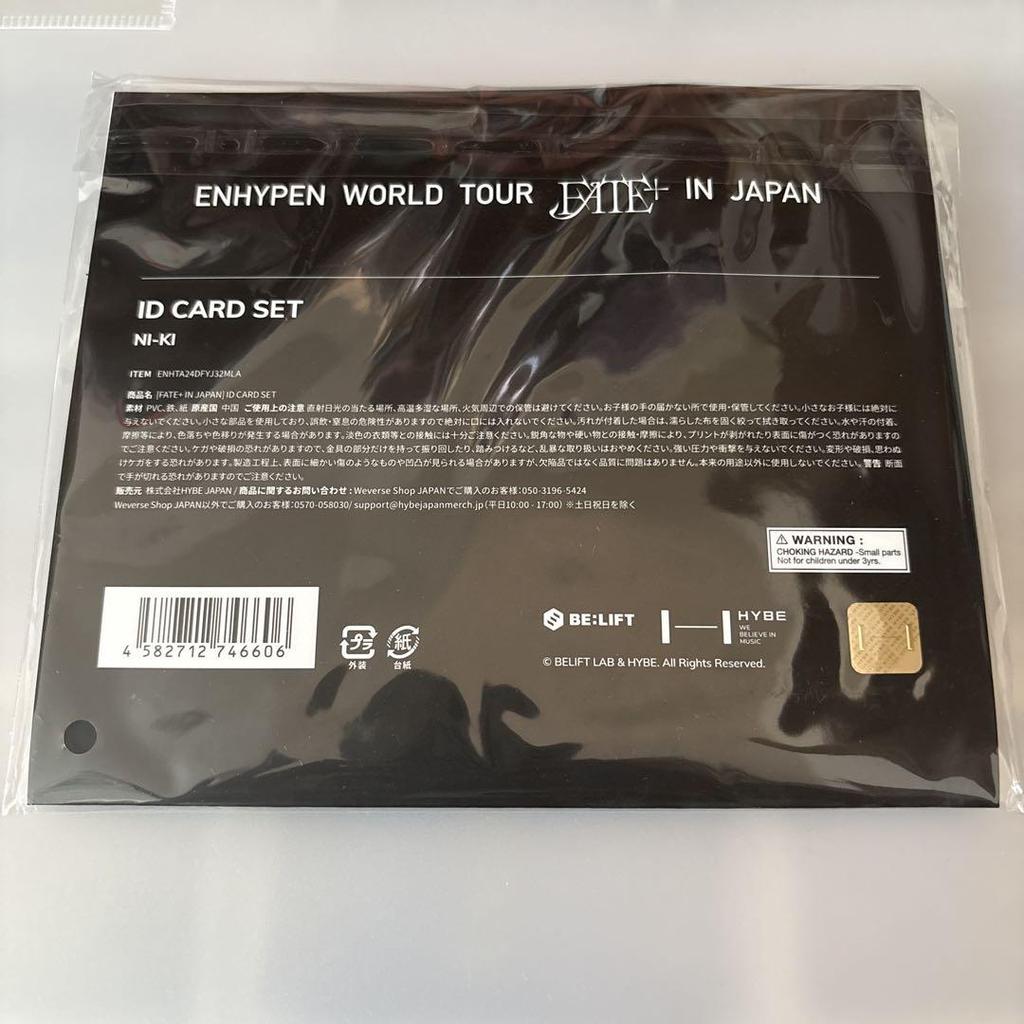 ENHYPEN WORLD TOUR FATE+ IN JAPAN
ID CARD SET
NI-KI
ITEM ENHTA24DFYJ32MLA
商品名 [FATE+ IN JAPAN] ID CARD SET
素材 PVC、鉄、紙 原産国 中国 ご使用上の注意 直射日光の当たる場所、高温多湿な場所、火気周辺での保管は避けてください。お子様の手の届かない所で使用・保管してください。小さなお子様には絶対に
与えないでください。小さな部品を使用しており、誤飲・窒息の危険性がありますので絶対に口には入れないでください。汚れが付着した場合は、濡らした布を固く絞って拭き取ってください。水や汗の付着、
摩擦等により、色落ちや色移りが発生する場合があります。淡色の衣類等との接触には十分ご注意ください。鋭角な物や硬い物との接触・摩擦により、プリントが剥がれたり表面に傷がつく恐れがありますの
でご注意ください。ケガや破損の恐れがありますので、金具の部分だけを持って振り回したり、踏みつけるなど、乱暴な取り扱いはおやめください。強い圧力や衝撃を与えないでください。変形や破損、思わぬ
けケガをする恐れがあります。製造工程上、表面に細かい傷のようなものや凹凸が見られる場合がありますが、欠陥品ではなく品質に問題はありません。本来の用途以外に使用しないでください。警告 断面
で手が切れる恐れがありますのでご注意ください。
販売元 株式会社HYBE JAPAN / 商品に関するお問い合わせ : Weverse Shop JAPANでご購入のお客様：050-3196-5424
Weverse Shop JAPAN以外でご購入のお客様：0570-058030/ support@hybejapanmerch.jp（平日10:00 - 17:00） ※土日祝日を除く
⚠ WARNING :
CHOKING HAZARD -Small parts
Not for children under 3yrs.
4 582712 746606
プラ
外装
紙
台紙
BE:LIFT
HYBE
WE
BELIEVE IN
MUSIC
© BELIFT LAB & HYBE. All Rights Reserved.